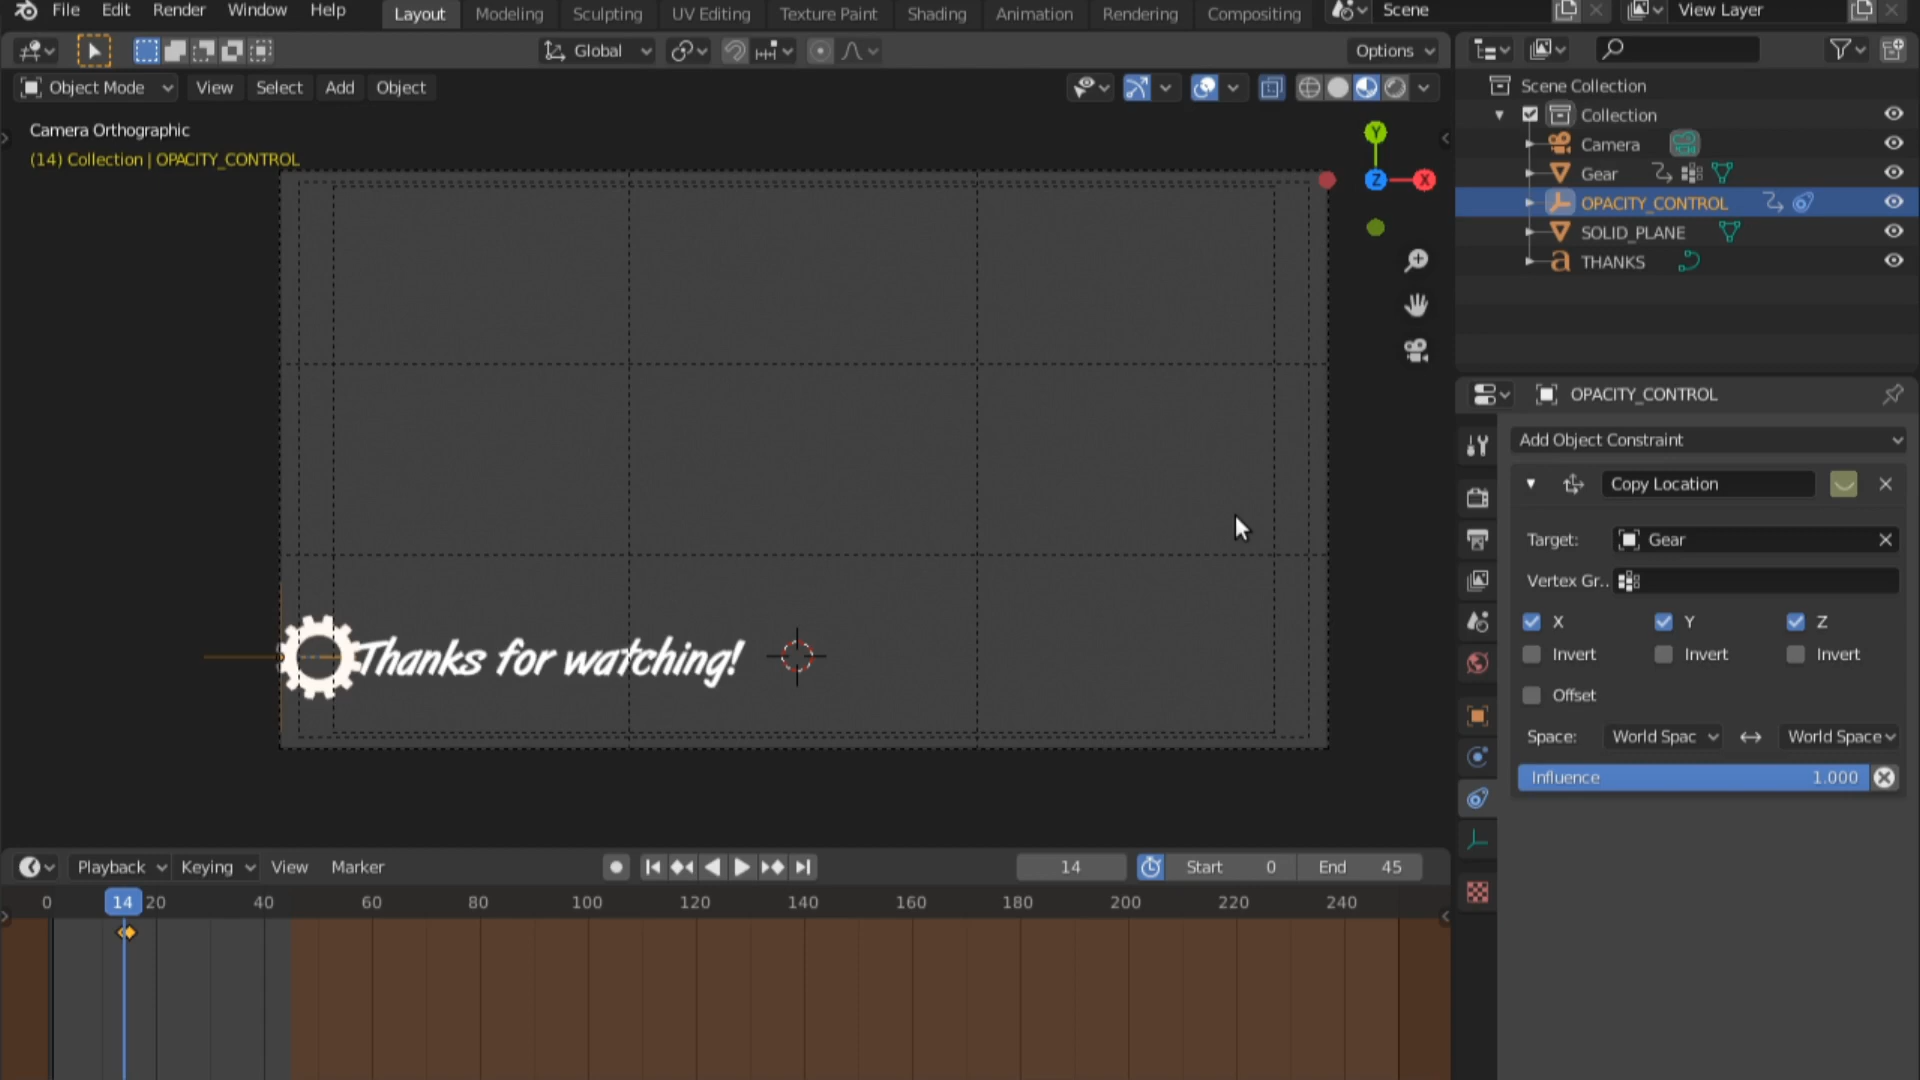 File Edit Render Window Help Layout Modeling Sculpting UV Editing Texture Paint Shading Animation Rendering Compositing Scene View Layer
Global Options
Object Mode View Select Add Object
Camera Orthographic
(14) Collection | OPACITY_CONTROL
Y
Z X
Thanks for watching!
Scene Collection
Collection
Camera
Gear
OPACITY_CONTROL
SOLID_PLANE
a THANKS
OPACITY_CONTROL
Add Object Constraint
Copy Location
Target: Gear
Vertex Gr..
X Y Z
Invert Invert Invert
Offset
Space: World Spac World Space
Influence 1.000
Playback Keying View Marker 14 Start 0 End 45
0 14 20 40 60 80 100 120 140 160 180 200 220 240